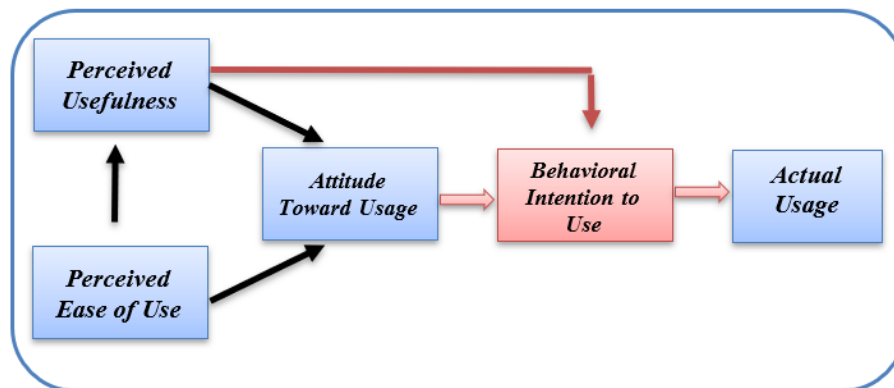 Perceived
Usefulness
Attitude
Toward Usage
Behavioral
Intention to
Use
Actual
Usage
Perceived
Ease of Use